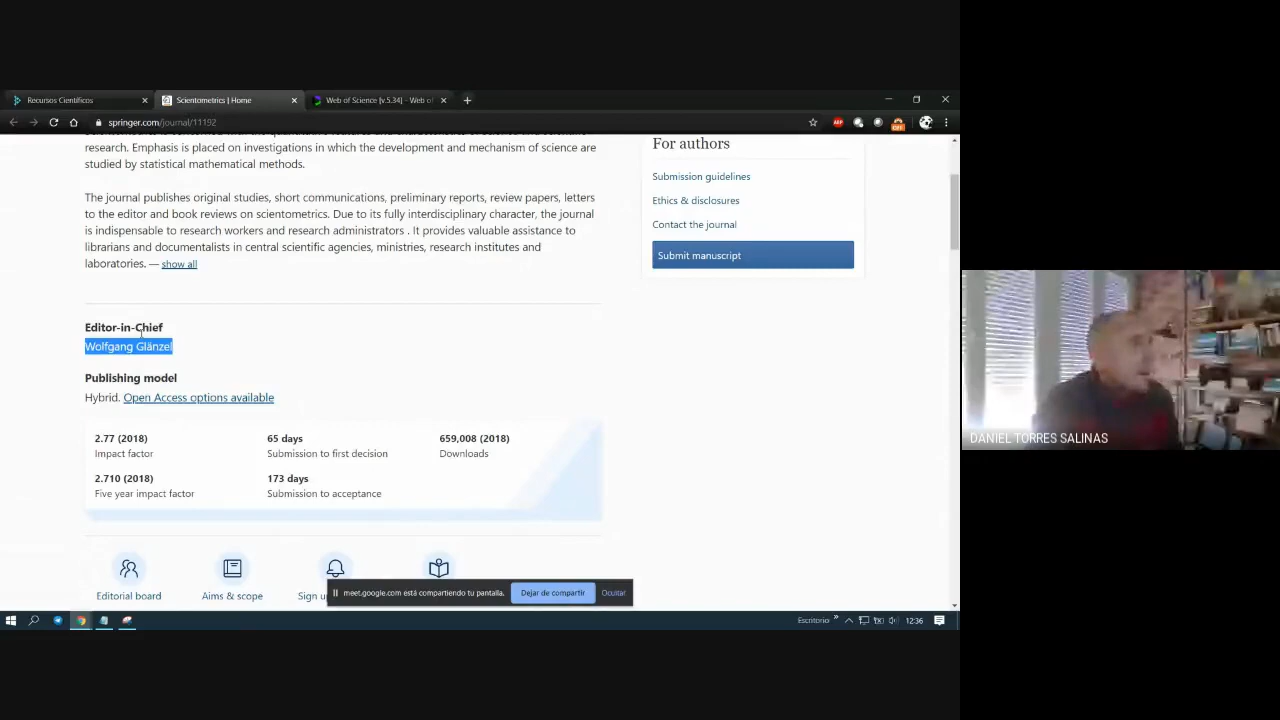 Recursos Científicos
Scientometrics | Home
Web of Science [v.5.34] - Web of
springer.com/journal/11192
research. Emphasis is placed on investigations in which the development and mechanism of science are
studied by statistical mathematical methods.
The journal publishes original studies, short communications, preliminary reports, review papers, letters
to the editor and book reviews on scientometrics. Due to its fully interdisciplinary character, the journal
is indispensable to research workers and research administrators . It provides valuable assistance to
librarians and documentalists in central scientific agencies, ministries, research institutes and
laboratories. — show all
For authors
Submission guidelines
Ethics & disclosures
Contact the journal
Submit manuscript
Editor-in-Chief
Wolfgang Glänzel
Publishing model
Hybrid. Open Access options available
2.77 (2018)
Impact factor
65 days
Submission to first decision
659,008 (2018)
Downloads
2.710 (2018)
Five year impact factor
173 days
Submission to acceptance
Editorial board
Aims & scope
Sign
meet.google.com está compartiendo tu pantalla.
Dejar de compartir
Ocultar
Escritorio
12:36
DANIEL TORRES SALINAS